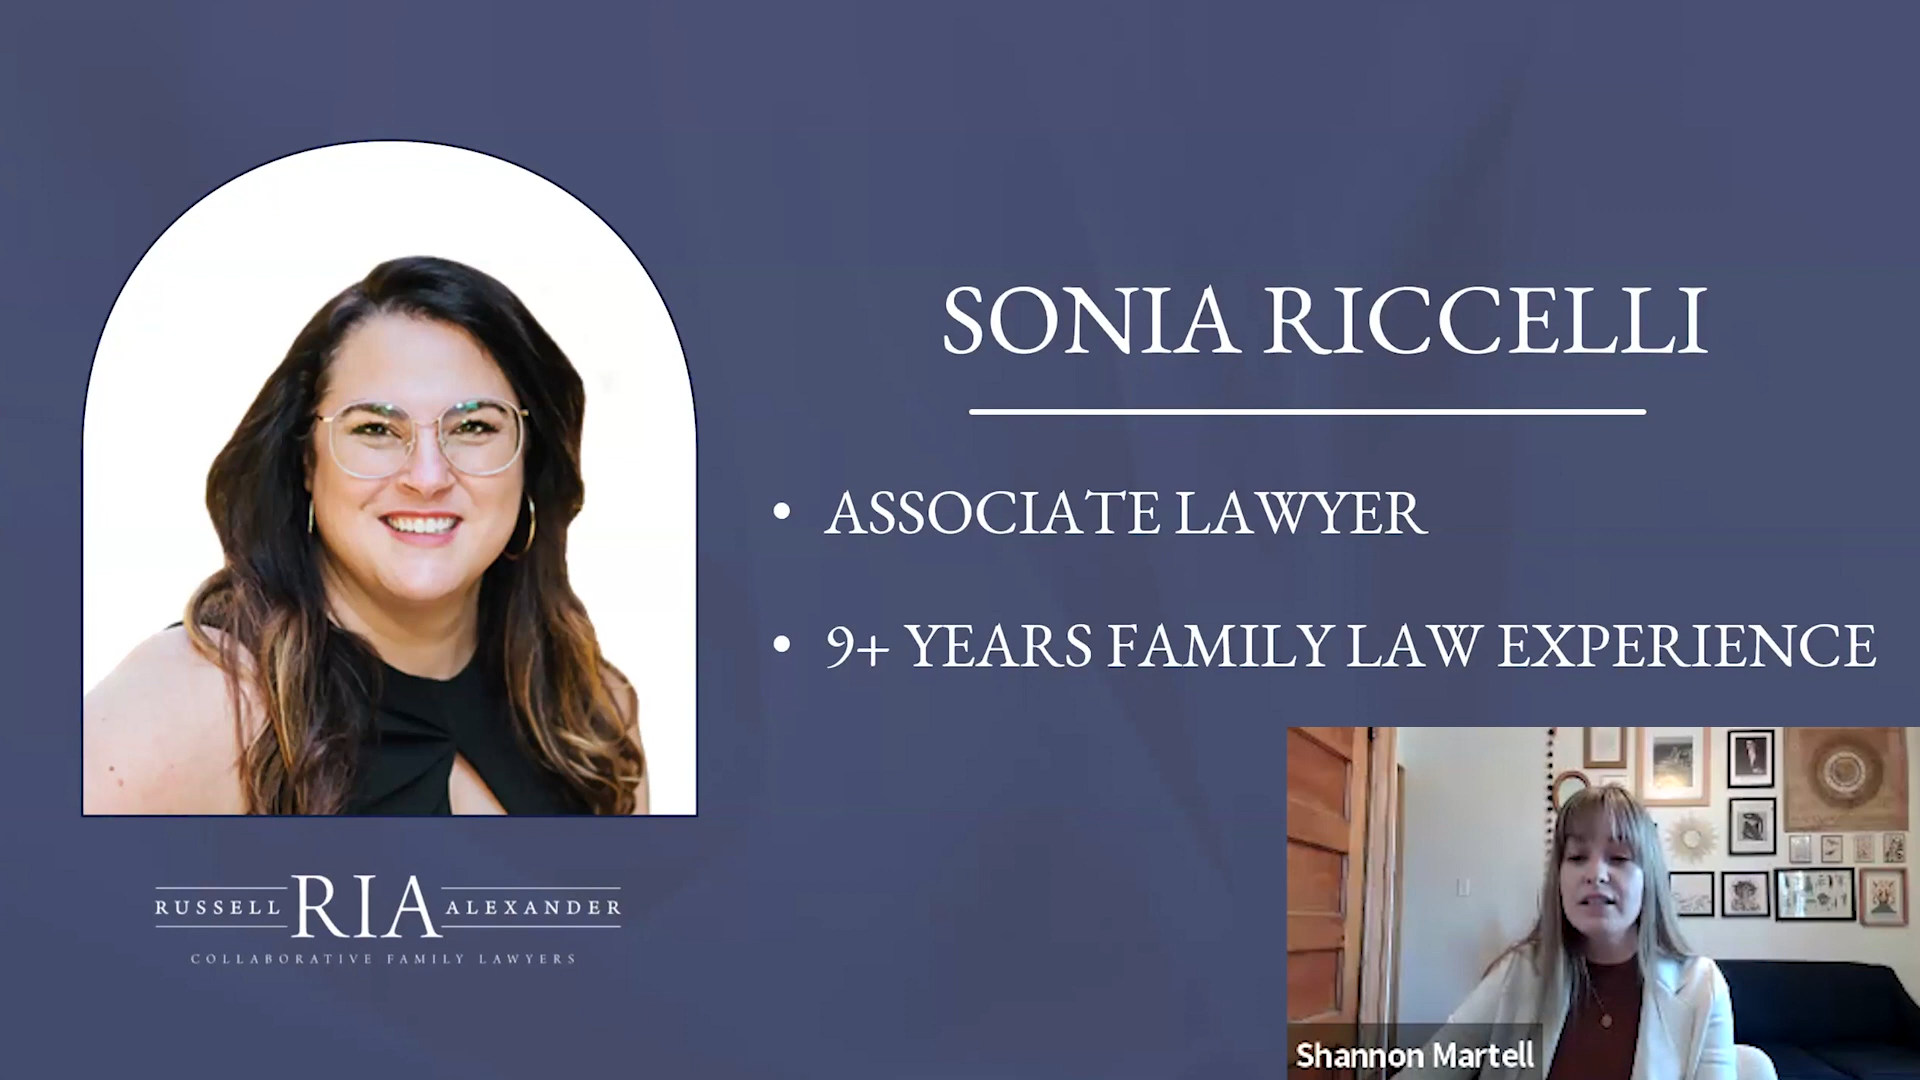 SONIA RICCELLI
• ASSOCIATE LAWYER
• 9+ YEARS FAMILY LAW EXPERIENCE
RUSSELL RIA ALEXANDER
COLLABORATIVE FAMILY LAWYERS
Shannon Martell